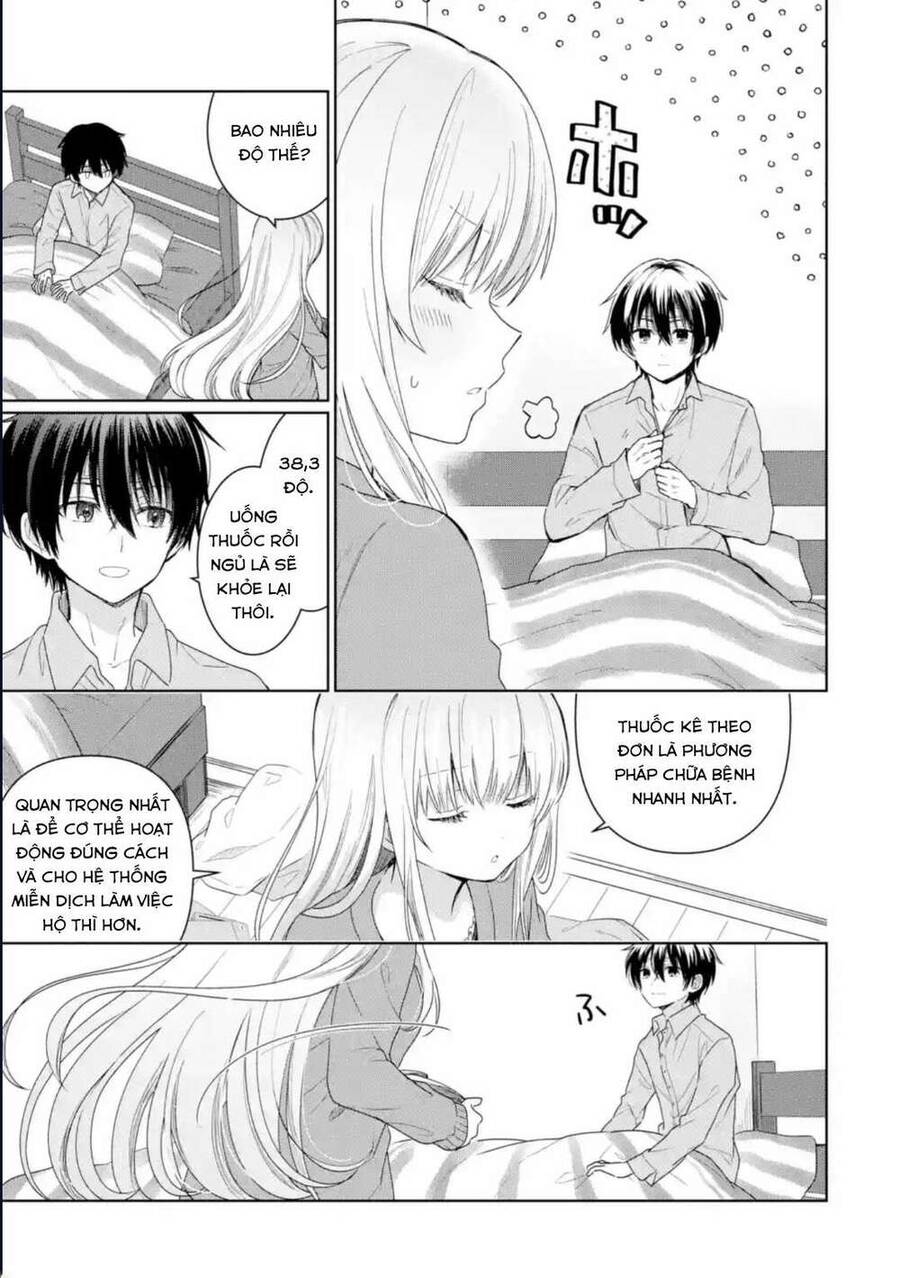 ホッ
BAO NHIÊU
ĐỘ THẾ?
38,3
ĐỘ.
UỐNG
THUỐC RỒI
NGỦ LÀ SẼ
KHỎE LẠI
THÔI.
THUỐC KÊ THEO
ĐƠN LÀ PHƯƠNG
PHÁP CHỮA BỆNH
NHANH NHẤT.
QUAN TRỌNG NHẤT
LÀ ĐỂ CƠ THỂ HOẠT
ĐỘNG ĐÚNG CÁCH
VÀ CHO HỆ THỐNG
MIỄN DỊCH LÀM VIỆC
HỘ THÌ HƠN.
ふ